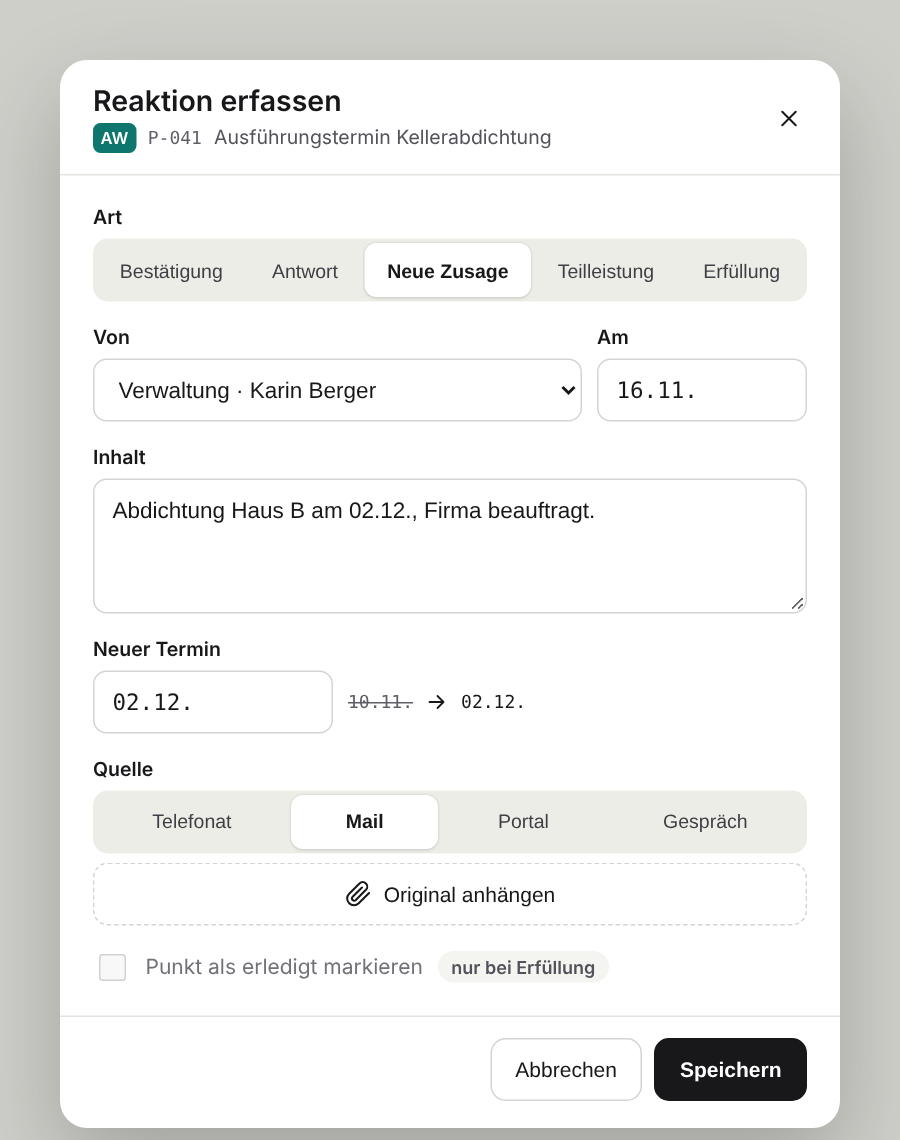 Reaktion erfassen
AW P-041 Ausführungstermin Kellerabdichtung
Art
Bestätigung Antwort Neue Zusage Teilleistung Erfüllung
Von Am
Verwaltung · Karin Berger 16.11.
Inhalt
Abdichtung Haus B am 02.12., Firma beauftragt.
Neuer Termin
02.12. 10.11. → 02.12.
Quelle
Telefonat Mail Portal Gespräch
Original anhängen
Punkt als erledigt markieren nur bei Erfüllung
Abbrechen Speichern